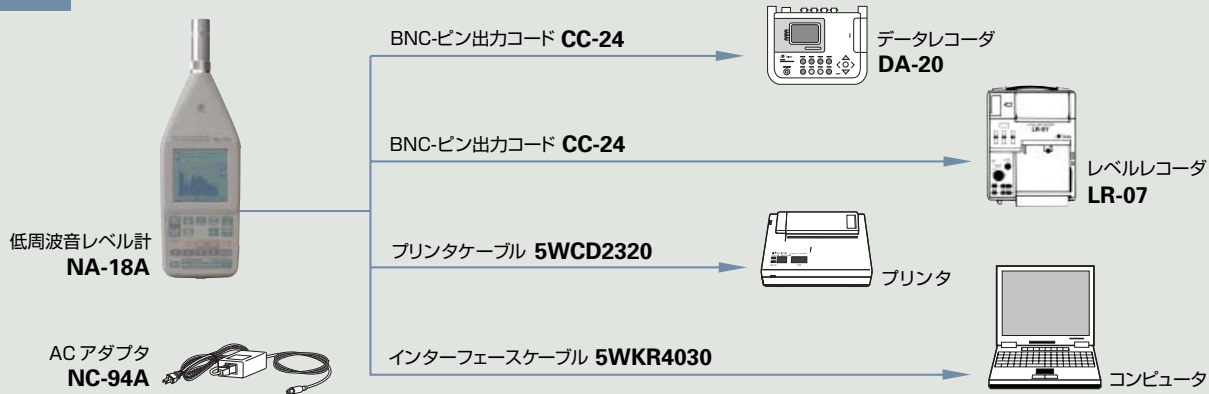 BNC-ピン出力コード CC-24
データレコーダ
DA-20
BNC-ピン出力コード CC-24
LR-07
レベルレコーダ
LR-07
低周波音レベル計
NA-18A
プリンタケーブル 5WCD2320
プリンタ
AC アダプタ
NC-94A
インターフェースケーブル 5WKR4030
コンピュータ